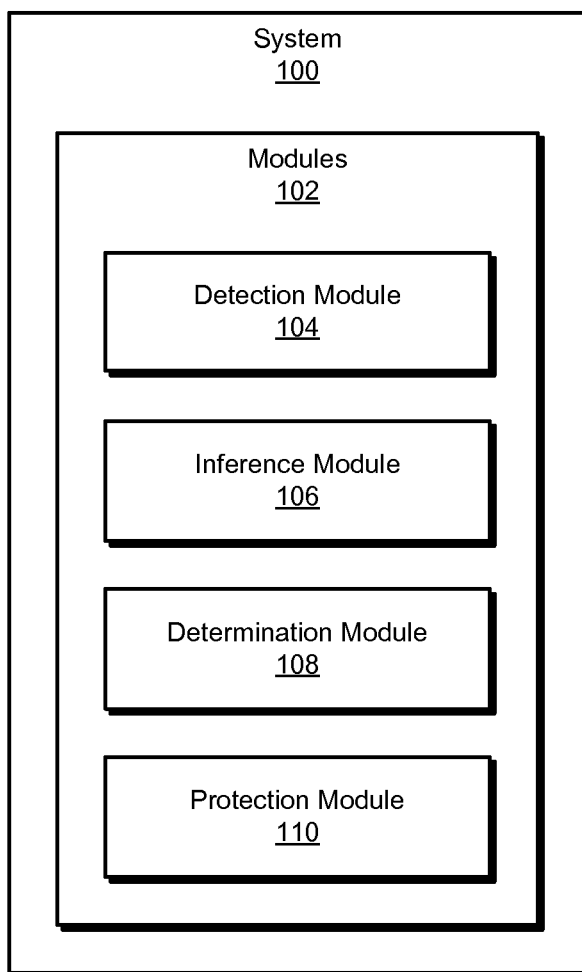 System
100
Modules
102
Detection Module
104
Inference Module
106
Determination Module
108
Protection Module
110